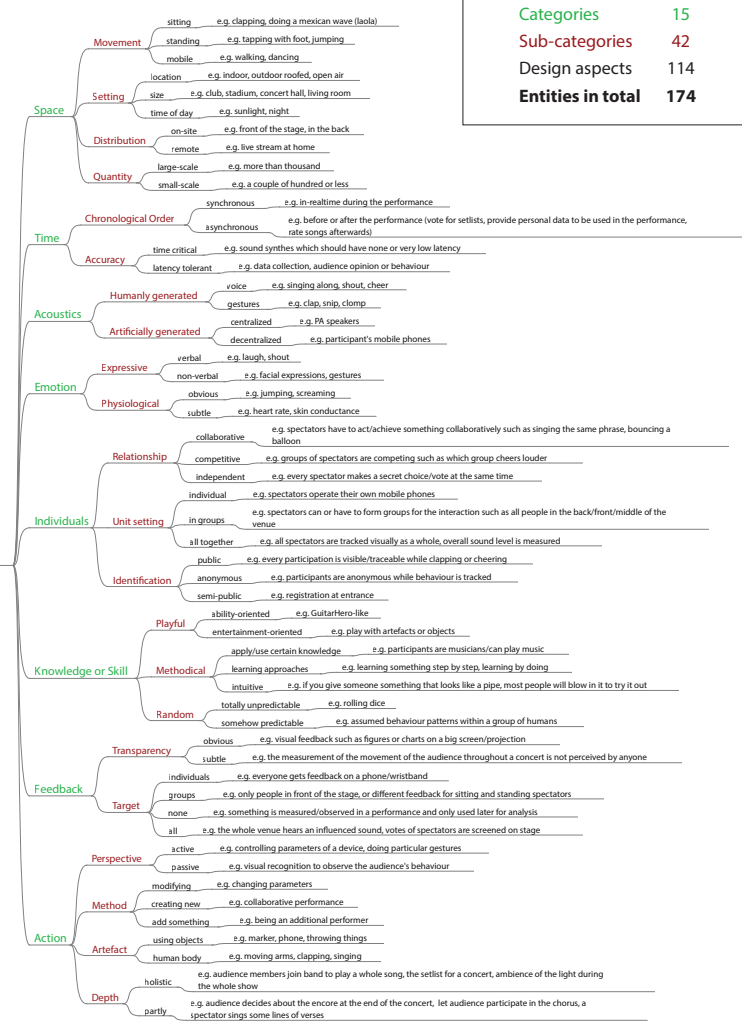 Categories 15
Sub-categories 42
Design aspects 114
Entities in total 174
Space
Movement
sitting e.g. clapping, doing a mexican wave (laola)
standing e.g. tapping with foot, jumping
mobile e.g. walking, dancing
Setting
location e.g. indoor, outdoor roofed, open air
size e.g. club, stadium, concert hall, living room
time of day e.g. sunlight, night
Distribution
on-site e.g. front of the stage, in the back
remote e.g. live stream at home
Quantity
large-scale e.g. more than thousand
small-scale e.g. a couple of hundred or less
Time
Chronological Order
synchronous e.g. in-realtime during the performance
asynchronous e.g. before or after the performance (vote for setlists, provide personal data to be used in the performance,
rate songs afterwards)
Accuracy
time critical e.g. sound synthes which should have none or very low latency
latency tolerant e.g. data collection, audience opinion or behaviour
Acoustics
Humanly generated
voice e.g. singing along, shout, cheer
gestures e.g. clap, snip, clomp
Artificially generated
centralized e.g. PA speakers
decentralized e.g. participant's mobile phones
Emotion
Expressive
verbal e.g. laugh, shout
non-verbal e.g. facial expressions, gestures
Physiological
obvious e.g. jumping, screaming
subtle e.g. heart rate, skin conductance
Individuals
Relationship
collaborative e.g. spectators have to act/achieve something collaboratively such as singing the same phrase, bouncing a
balloon
competitive e.g. groups of spectators are competing such as which group cheers louder
independent e.g. every spectator makes a secret choice/vote at the same time
Unit setting
individual e.g. spectators operate their own mobile phones
in groups e.g. spectators can or have to form groups for the interaction such as all people in the back/front/middle of the
venue
all together e.g. all spectators are tracked visually as a whole, overall sound level is measured
Identification
public e.g. every participation is visible/traceable while clapping or cheering
anonymous e.g. participants are anonymous while behaviour is tracked
semi-public e.g. registration at entrance
Knowledge or Skill
Playful
ability-oriented e.g. GuitarHero-like
entertainment-oriented e.g. play with artefacts or objects
Methodical
apply/use certain knowledge e.g. participants are musicians/can play music
learning approaches e.g. learning something step by step, learning by doing
intuitive e.g. if you give someone something that looks like a pipe, most people will blow in it to try it out
Random
totally unpredictable e.g. rolling dice
somehow predictable e.g. assumed behaviour patterns within a group of humans
Feedback
Transparency
obvious e.g. visual feedback such as figures or charts on a big screen/projection
subtle e.g. the measurement of the movement of the audience throughout a concert is not perceived by anyone
Target
individuals e.g. everyone gets feedback on a phone/wristband
groups e.g. only people in front of the stage, or different feedback for sitting and standing spectators
none e.g. something is measured/observed in a performance and only used later for analysis
all e.g. the whole venue hears an influenced sound, votes of spectators are screened on stage
Action
Perspective
active e.g. controlling parameters of a device, doing particular gestures
passive e.g. visual recognition to observe the audience's behaviour
Method
modifying e.g. changing parameters
creating new e.g. collaborative performance
add something e.g. being an additional performer
Artefact
using objects e.g. marker, phone, throwing things
human body e.g. moving arms, clapping, singing
Depth
holistic e.g. audience members join band to play a whole song, the setlist for a concert, ambience of the light during
the whole show
partly e.g. audience decides about the encore at the end of the concert, let audience participate in the chorus, a
spectator sings some lines of verses